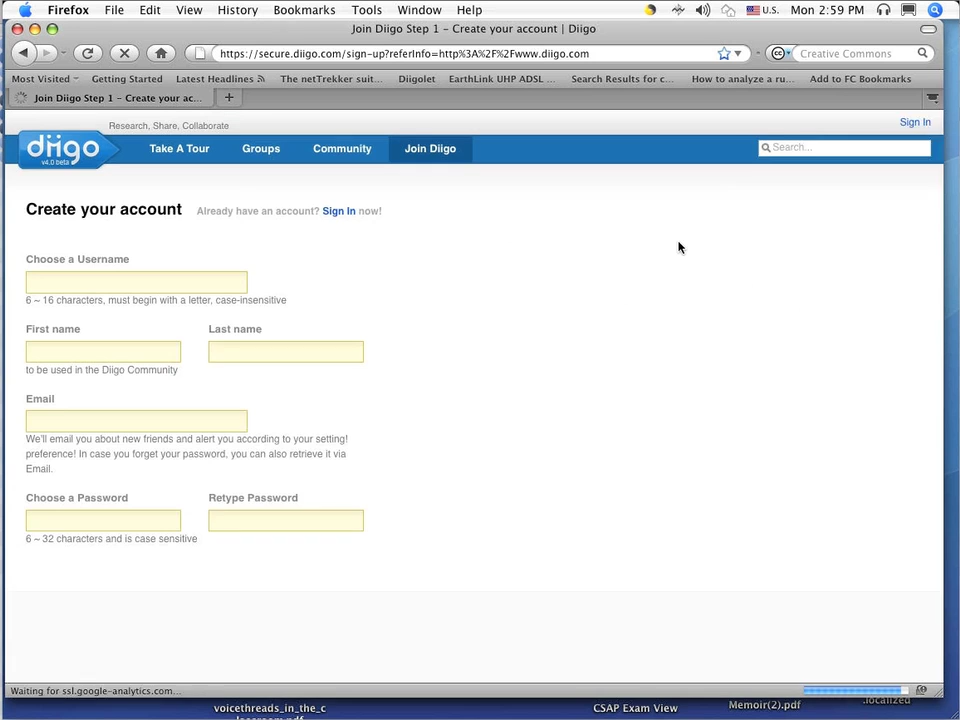 Firefox File Edit View History Bookmarks Tools Window Help U.S. Mon 2:59 PM
Join Diigo Step 1 – Create your account | Diigo
https://secure.diigo.com/sign-up?referInfo=http%3A%2F%2Fwww.diigo.com
cc Creative Commons
Most Visited Getting Started Latest Headlines The netTrekker suit... Diigolet EarthLink UHP ADSL ... Search Results for c... How to analyze a ru... Add to FC Bookmarks
Join Diigo Step 1 – Create your ac... +
Research, Share, Collaborate Sign In
diigo Take A Tour Groups Community Join Diigo Search...
v4.0 beta
Create your account Already have an account? Sign In now!
Choose a Username
6 ~ 16 characters, must begin with a letter, case-insensitive
First name Last name
to be used in the Diigo Community
Email
We'll email you about new friends and alert you according to your setting!
preference! In case you forget your password, you can also retrieve it via
Email.
Choose a Password Retype Password
6 ~ 32 characters and is case sensitive
Waiting for ssl.google-analytics.com...
voicethreads_in_the_c CSAP Exam View Memoir(2).pdf .localized